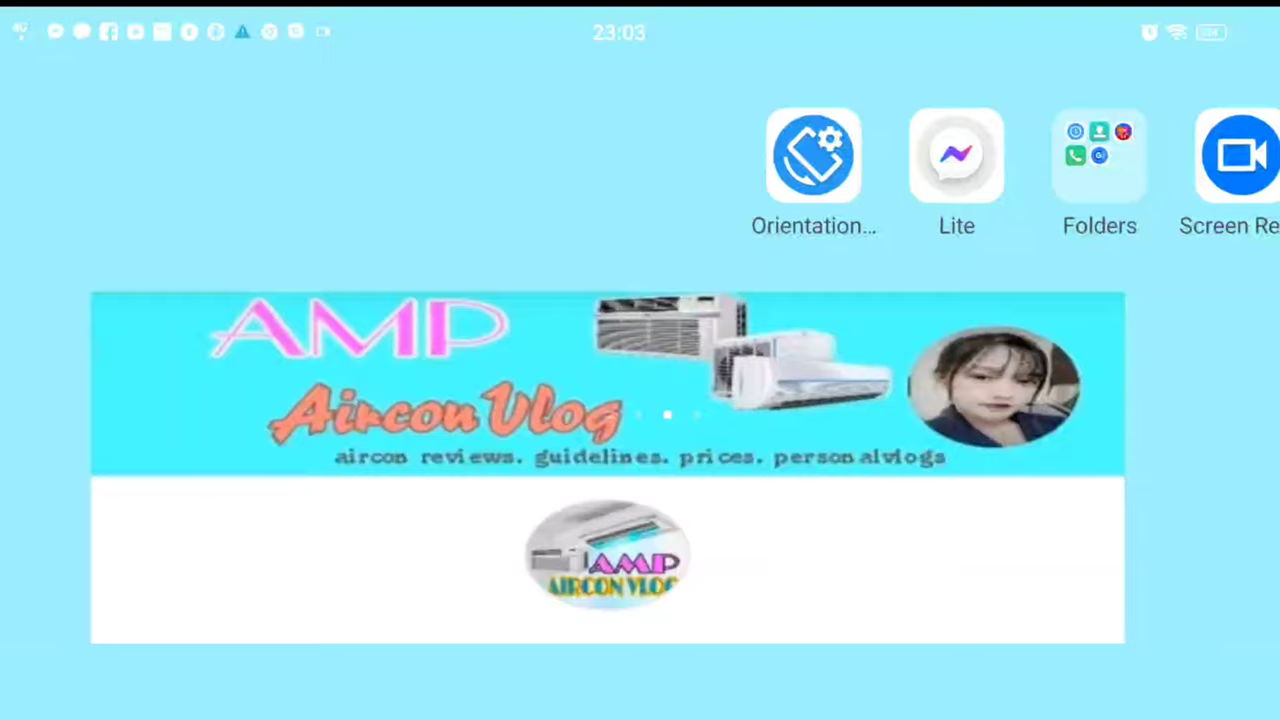 23:03
Orientation...
Lite
Folders
Screen Re
AMP
Aircon Vlog
aircon reviews. guidelines. prices. personalvlogs
AMP
AIRCON VLOG